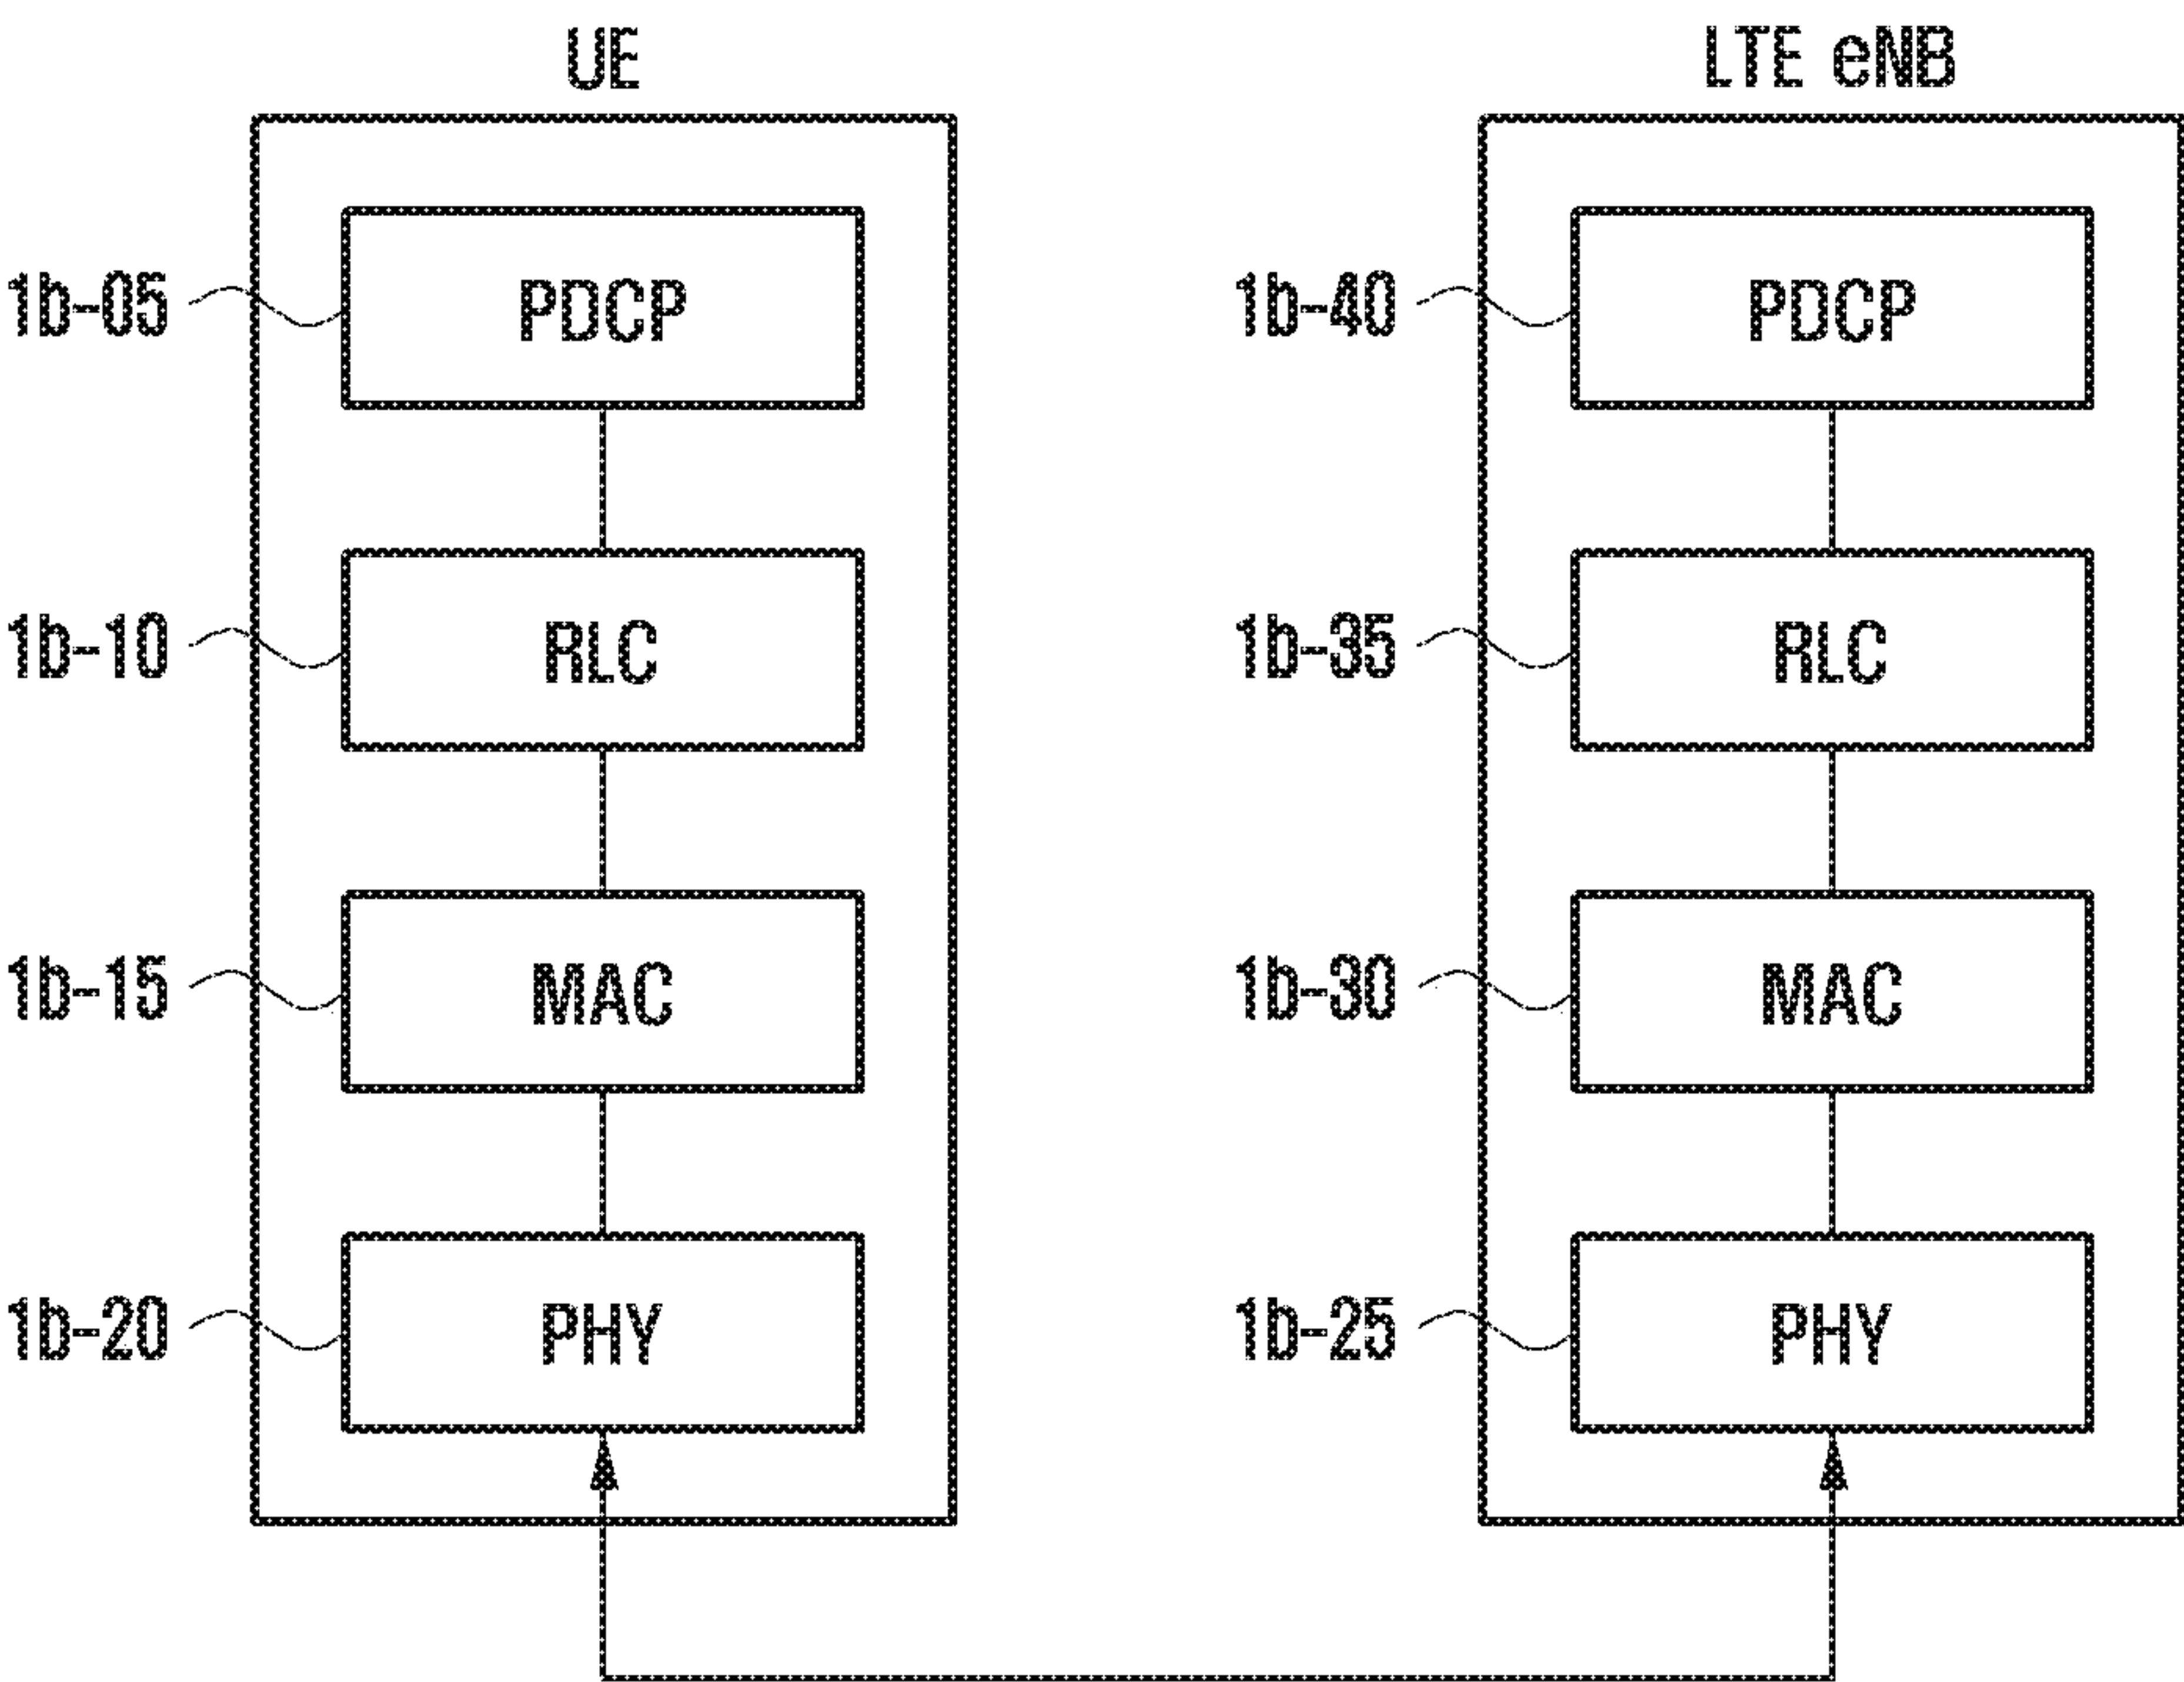 UE
LTE eNB
1b-05
PDCP
1b-40
PDCP
1b-10
RLC
1b-35
RLC
1b-15
MAC
1b-30
MAC
1b-20
PHY
1b-25
PHY